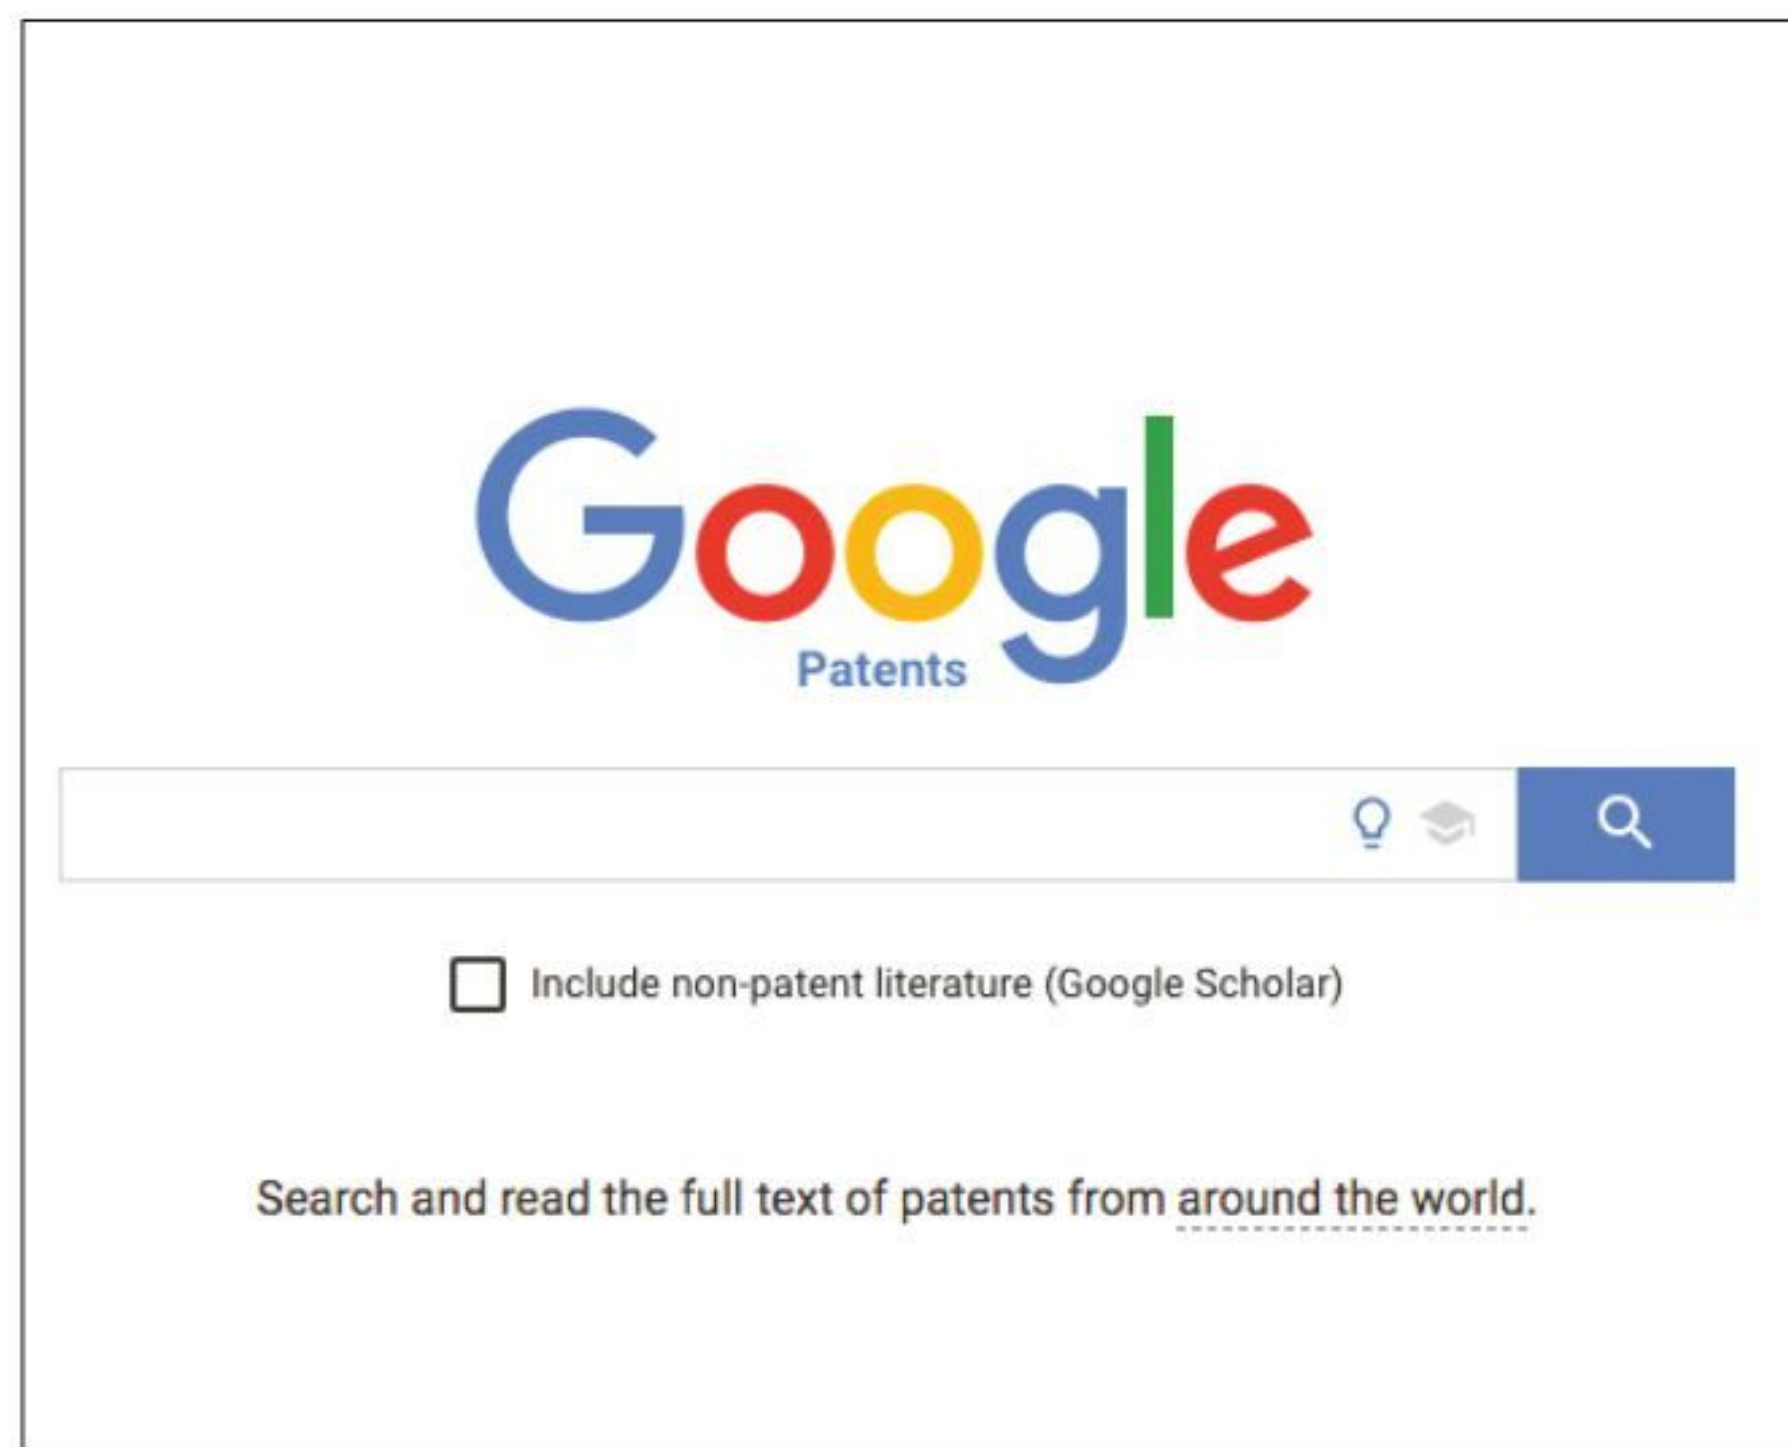 Google
Patents
Include non-patent literature (Google Scholar)
Search and read the full text of patents from around the world.